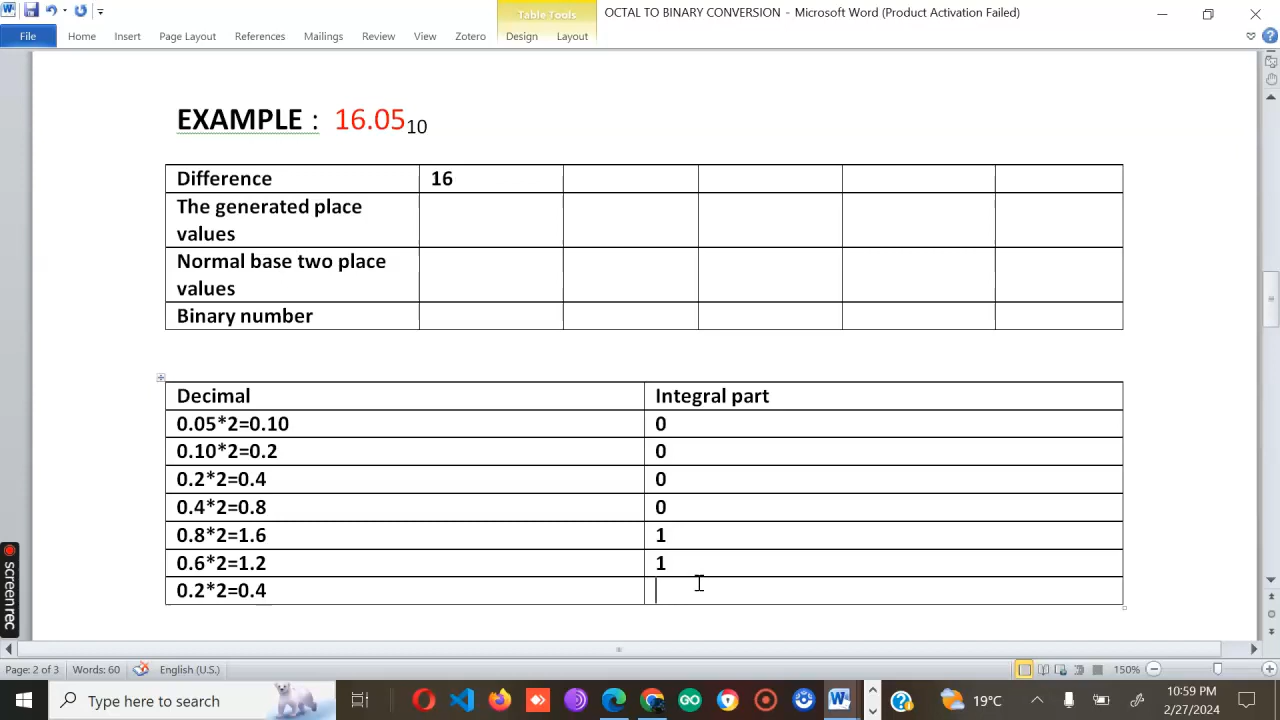 OCTAL TO BINARY CONVERSION - Microsoft Word (Product Activation Failed)
Table Tools
File Home Insert Page Layout References Mailings Review View Zotero Design Layout
EXAMPLE : 16.05₁₀
Difference 16
The generated place
values
Normal base two place
values
Binary number
Decimal Integral part
0.05*2=0.10 0
0.10*2=0.2 0
0.2*2=0.4 0
0.4*2=0.8 0
0.8*2=1.6 1
0.6*2=1.2 1
0.2*2=0.4
screen rec
Page: 2 of 3 Words: 60 English (U.S.) 150%
Type here to search 19°C 10:59 PM
2/27/2024